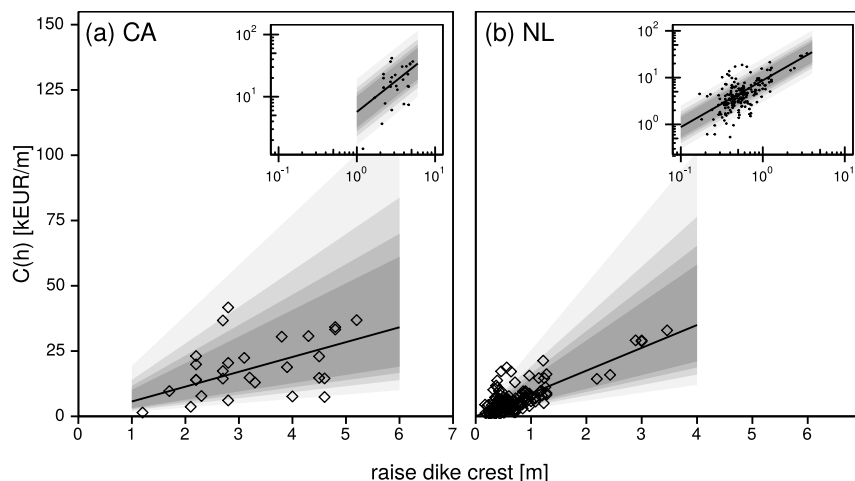 (a) CA
(b) NL
C(h) [kEUR/m]
150
125
100
75
50
25
0
0 1 2 3 4 5 6 7
0 1 2 3 4 6
10²
10¹
10⁻¹ 10⁰ 10¹
10²
10¹
10⁰
10⁻¹ 10⁰ 10¹
raise dike crest [m]